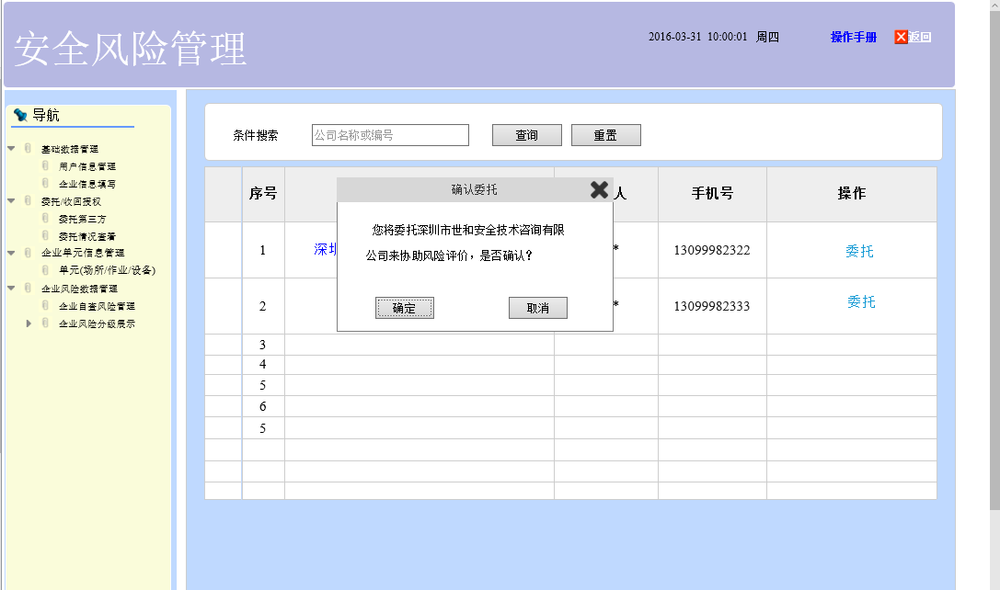 安全风险管理
2016-03-31 10:00:01 周四
操作手册
返回
导航
基础数据管理
用户信息管理
企业信息填写
委托/收回授权
委托第三方
委托情况查看
企业单元信息管理
单元(场所/作业/设备)
企业风险数据管理
企业自查风险管理
企业风险分级展示
条件搜索 公司名称或编号 查询 重置
序号 人 手机号 操作
1 深圳 * 13099982322 委托
2 * 13099982333 委托
3
4
5
6
5
确认委托
您将委托深圳市世和安全技术咨询有限
公司来协助风险评价，是否确认?
确定 取消